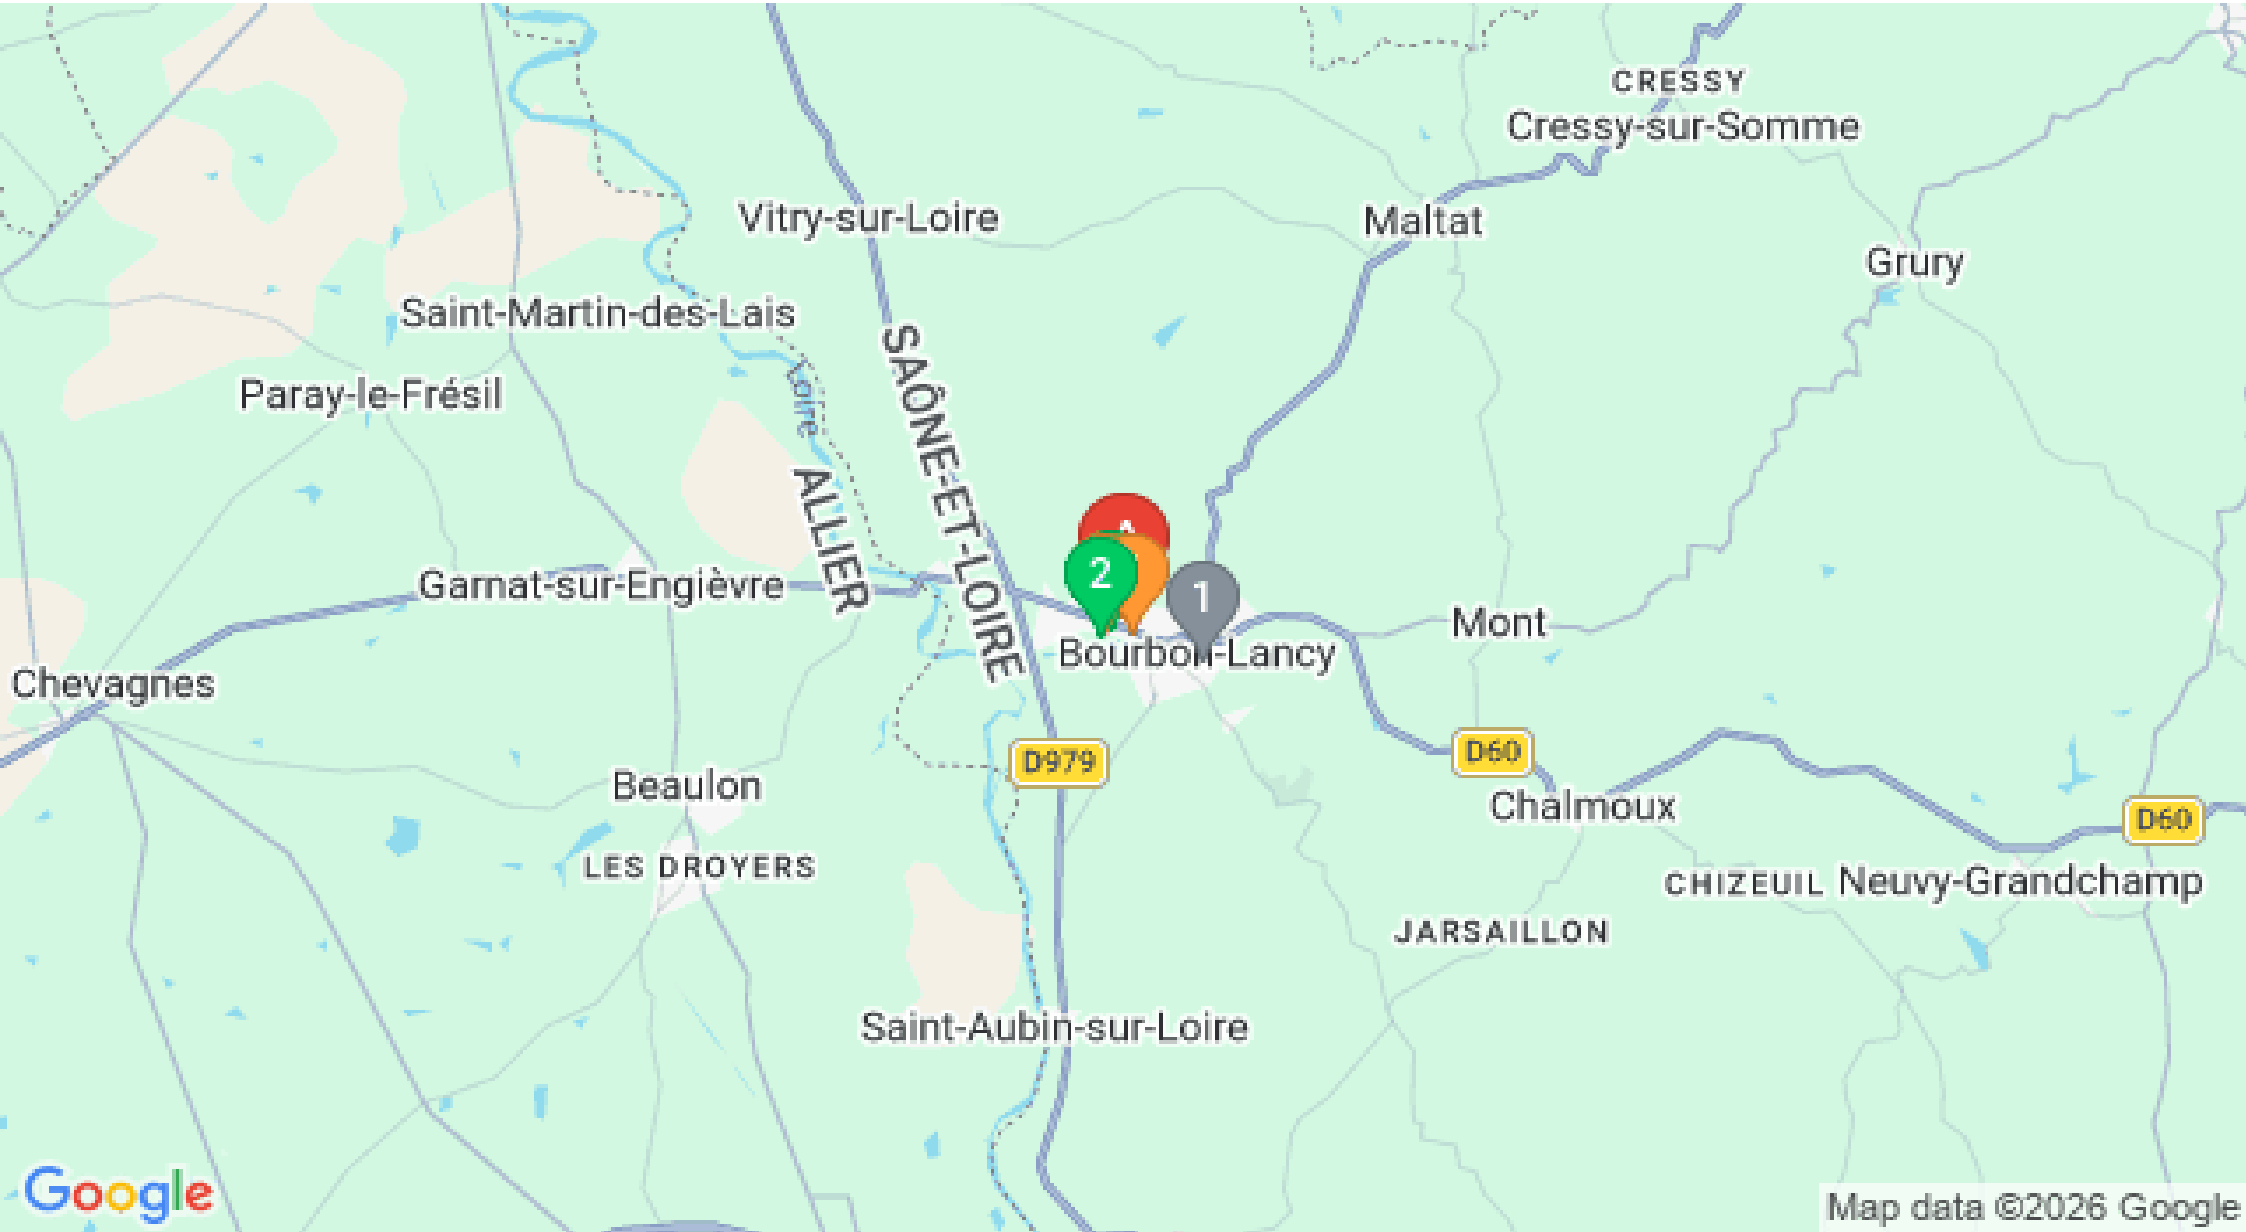 CRESSY
Cressy-sur-Somme
Vitry-sur-Loire
Maltat
Grury
Saint-Martin-des-Lais
SAÔNE-ET-LOIRE
Paray-le-Frésil
Loire
ALLIER
A
2
1
Garnat-sur-Engièvre
Mont
Bourbon-Lancy
Chevagnes
D979
D60
Beaulon
Chalmoux
D60
LES DROYERS
CHIZEUIL
Neuvy-Grandchamp
JARSAILLON
Saint-Aubin-sur-Loire
Google
Map data ©2026 Google